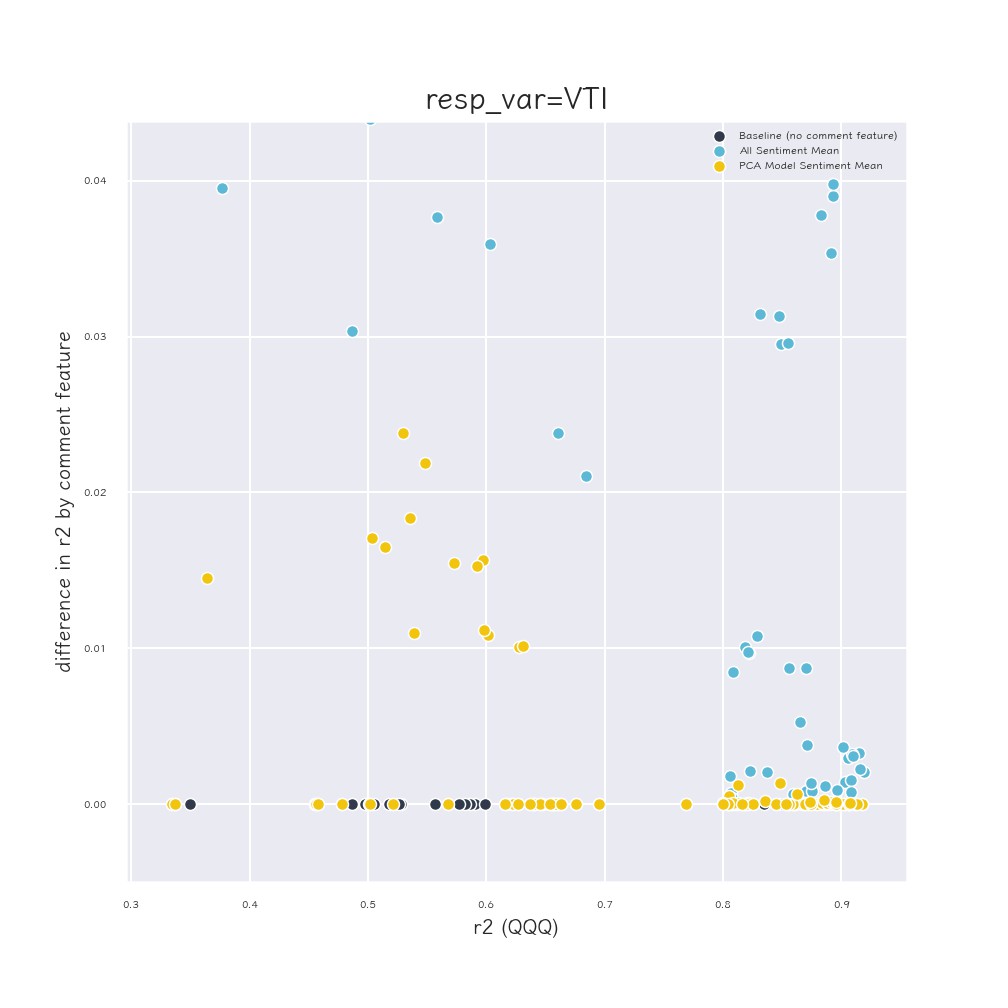 resp_var=VTI
Baseline (no comment feature)
All Sentiment Mean
PCA Model Sentiment Mean
difference in r2 by comment feature
0.04
0.03
0.02
0.01
0.00
0.3 0.4 0.5 0.6 0.7 0.8 0.9
r2 (QQQ)